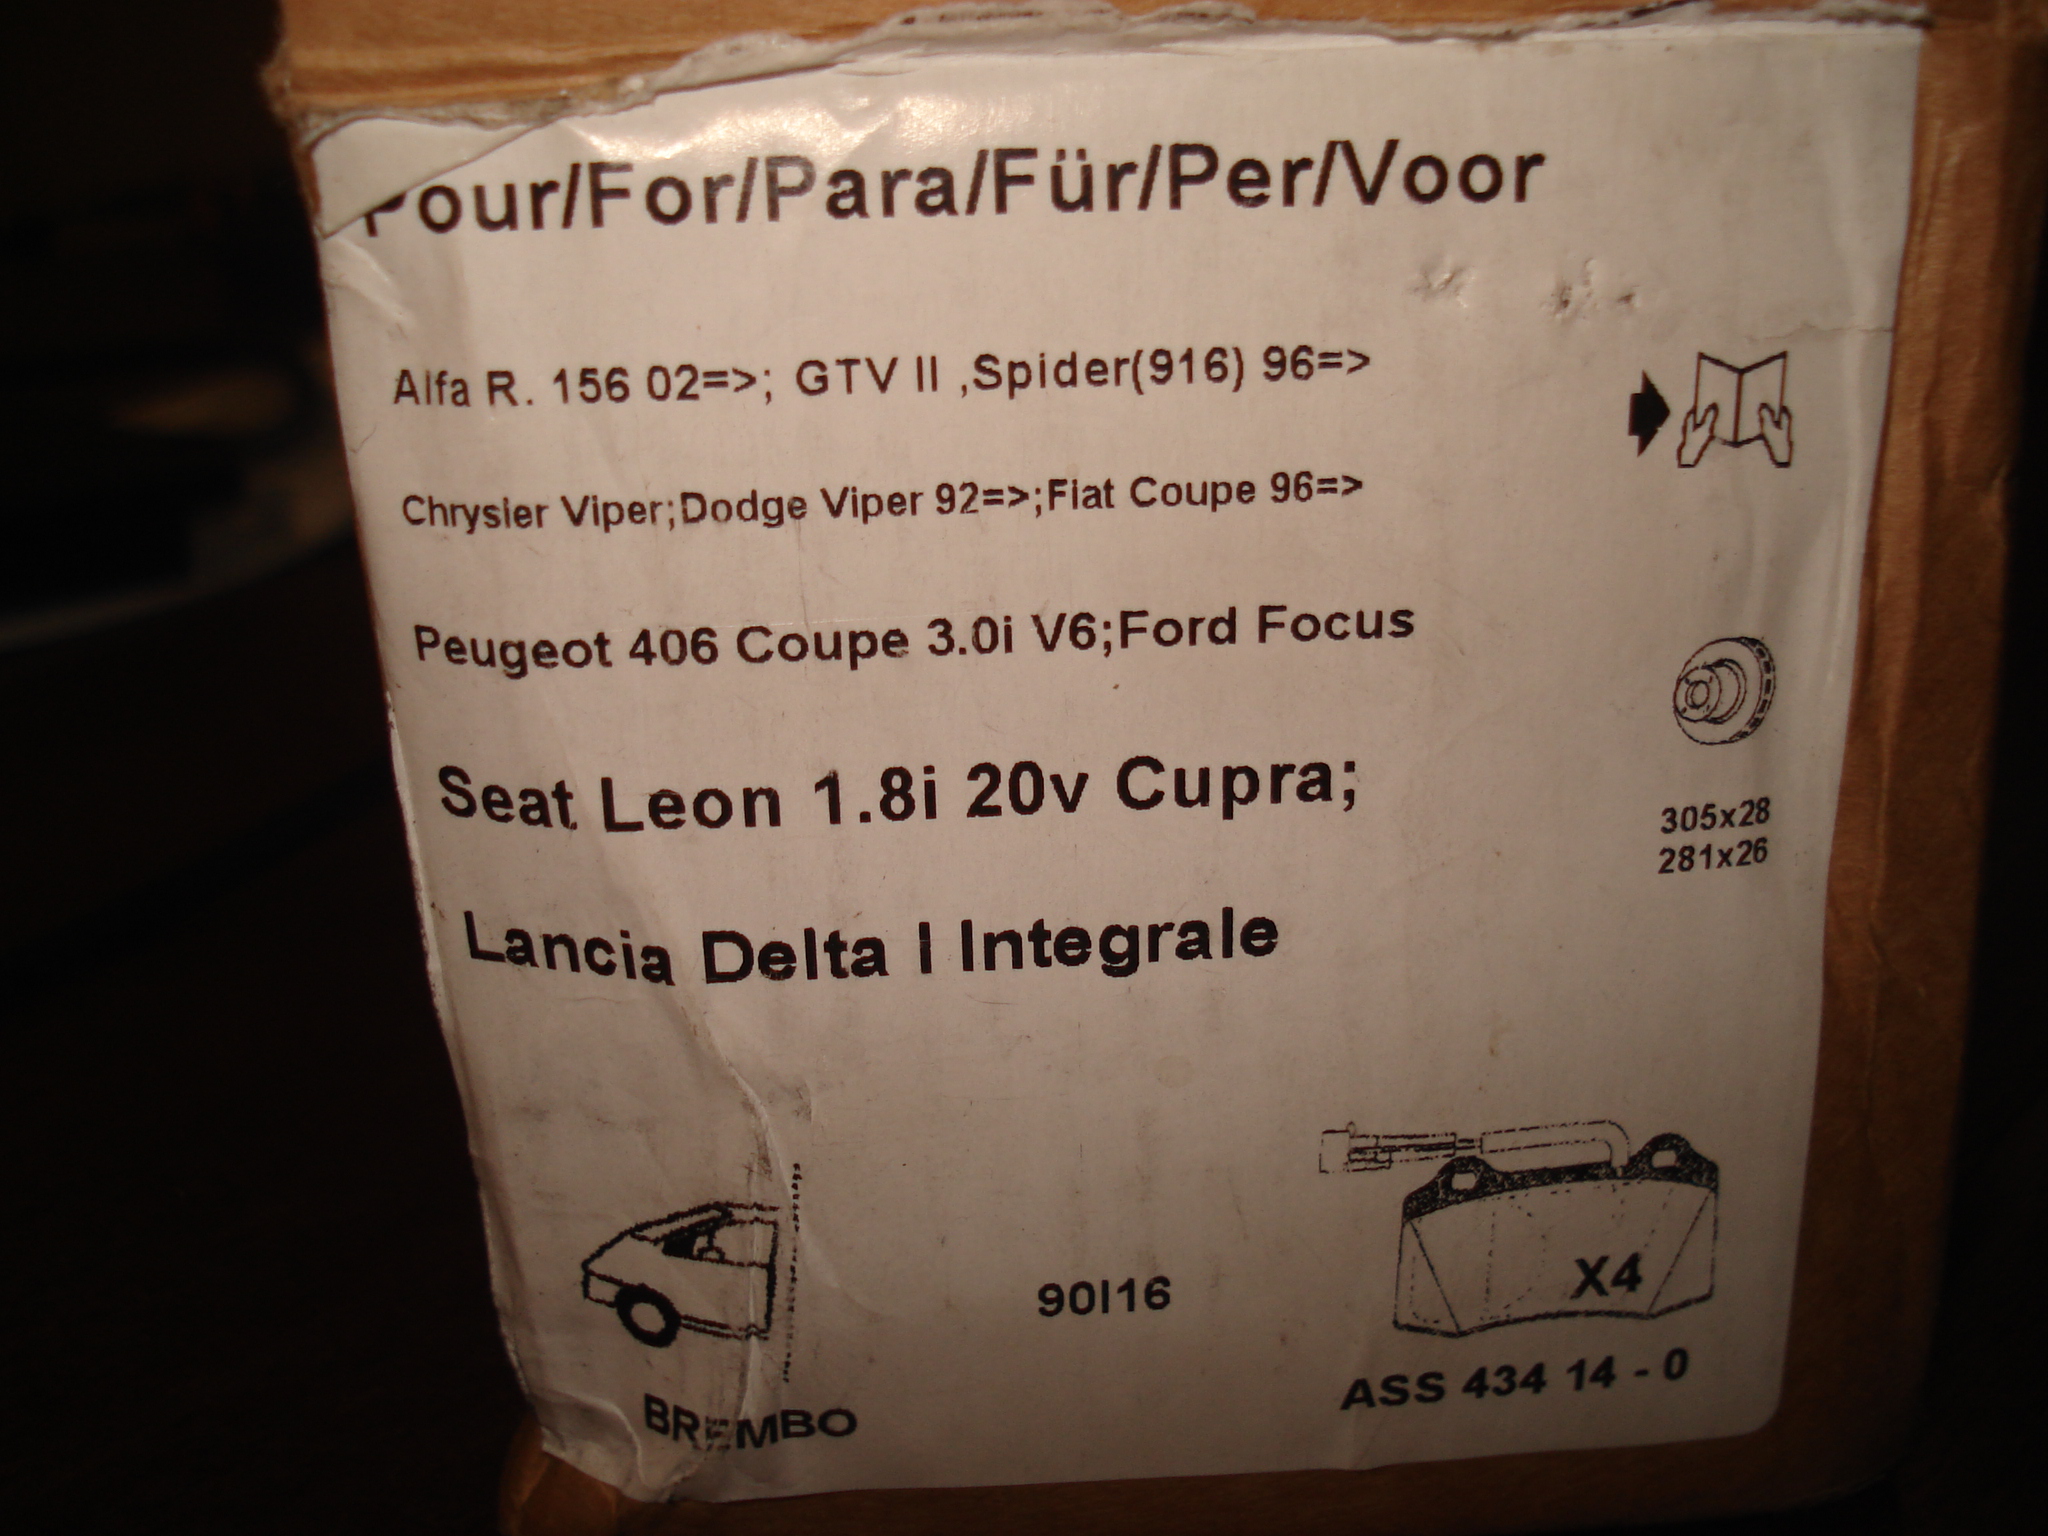 Pour/For/Para/Für/Per/Voor
Alfa R. 156 02=>; GTV II ,Spider(916) 96=>
Chrysler Viper;Dodge Viper 92=>;Fiat Coupe 96=>
Peugeot 406 Coupe 3.0i V6;Ford Focus
Seat Leon 1.8i 20v Cupra;
305x28
281x26
Lancia Delta I Integrale
X4
90I16
ASS 434 14 - 0
BREMBO